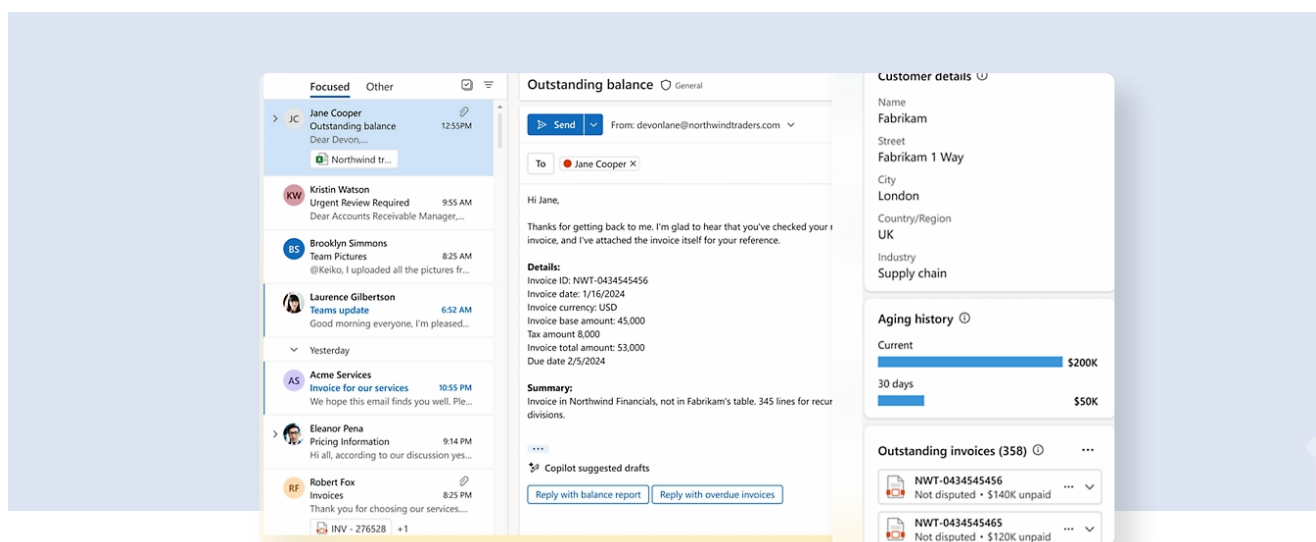 Focused Other
JC Jane Cooper
Outstanding balance 12:55PM
Dear Devon,...
Northwind tr...
KW Kristin Watson
Urgent Review Required 9:55 AM
Dear Accounts Receivable Manager,...
BS Brooklyn Simmons
Team Pictures 8:25 AM
@Keiko, I uploaded all the pictures fr...
Laurence Gilbertson
Teams update 6:52 AM
Good morning everyone, I'm pleased...
Yesterday
AS Acme Services
Invoice for our services 10:55 PM
We hope this email finds you well. Ple...
Eleanor Pena
Pricing Information 9:14 PM
Hi all, according to our discussion yes...
RF Robert Fox
Invoices 8:25 PM
Thank you for choosing our services....
INV - 276528 +1
Outstanding balance General
Send From: devonlane@northwindtraders.com
To Jane Cooper
Hi Jane,
Thanks for getting back to me. I'm glad to hear that you've checked your
invoice, and I've attached the invoice itself for your reference.
Details:
Invoice ID: NWT-0434545456
Invoice date: 1/16/2024
Invoice currency: USD
Invoice base amount: 45,000
Tax amount 8,000
Invoice total amount: 53,000
Due date 2/5/2024
Summary:
Invoice in Northwind Financials, not in Fabrikam's table. 345 lines for recur
divisions.
...
Copilot suggested drafts
Reply with balance report Reply with overdue invoices
Customer details
Name
Fabrikam
Street
Fabrikam 1 Way
City
London
Country/Region
UK
Industry
Supply chain
Aging history
Current
$200K
30 days
$50K
Outstanding invoices (358) ...
NWT-0434545456
Not disputed • $140K unpaid ...
NWT-0434545465
Not disputed • $120K unpaid ...